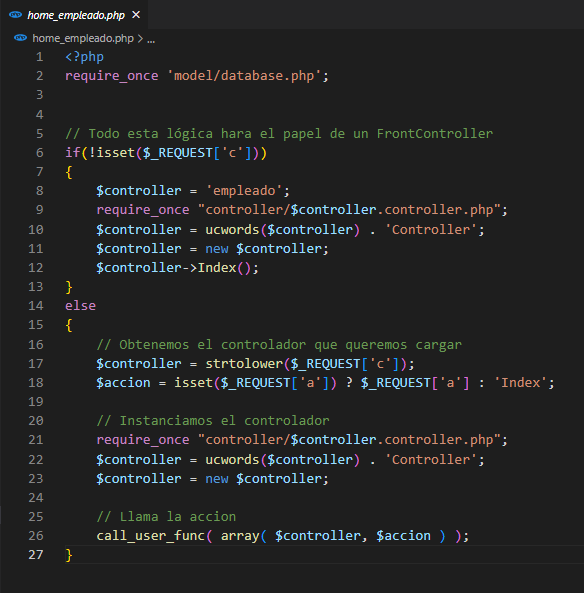 home_empleado.php ×
home_empleado.php > ...
1 <?php
2 require_once 'model/database.php';
3
4
5 // Todo esta lógica hara el papel de un FrontController
6 if(!isset($_REQUEST['c']))
7 {
8     $controller = 'empleado';
9     require_once "controller/$controller.controller.php";
10     $controller = ucwords($controller) . 'Controller';
11     $controller = new $controller;
12     $controller->Index();
13 }
14 else
15 {
16     // Obtenemos el controlador que queremos cargar
17     $controller = strtolower($_REQUEST['c']);
18     $accion = isset($_REQUEST['a']) ? $_REQUEST['a'] : 'Index';
19
20     // Instanciamos el controlador
21     require_once "controller/$controller.controller.php";
22     $controller = ucwords($controller) . 'Controller';
23     $controller = new $controller;
24
25     // Llama la accion
26     call_user_func( array( $controller, $accion ) );
27 }